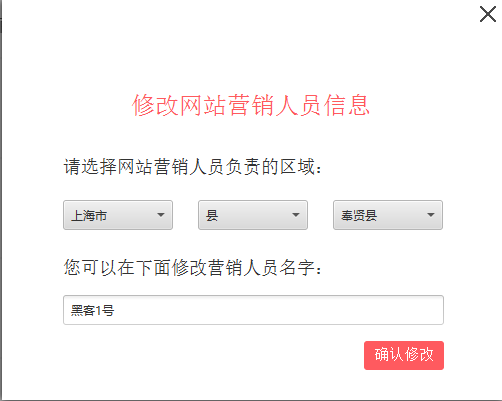 修改网站营销人员信息
请选择网站营销人员负责的区域：
上海市 县 奉贤县
您可以在下面修改营销人员名字：
黑客1号
确认修改